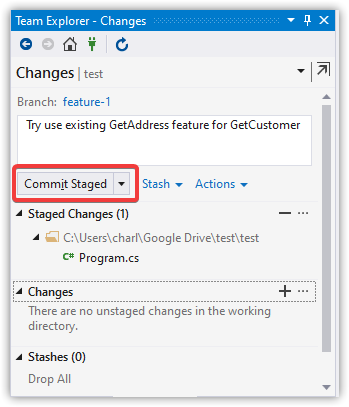 Team Explorer - Changes
Changes | test
Branch: feature-1
Try use existing GetAddress feature for GetCustomer
Commit Staged Stash Actions
Staged Changes (1)
C:\Users\charl\Google Drive\test\test
C# Program.cs
Changes
There are no unstaged changes in the working
directory.
Stashes (0)
Drop All